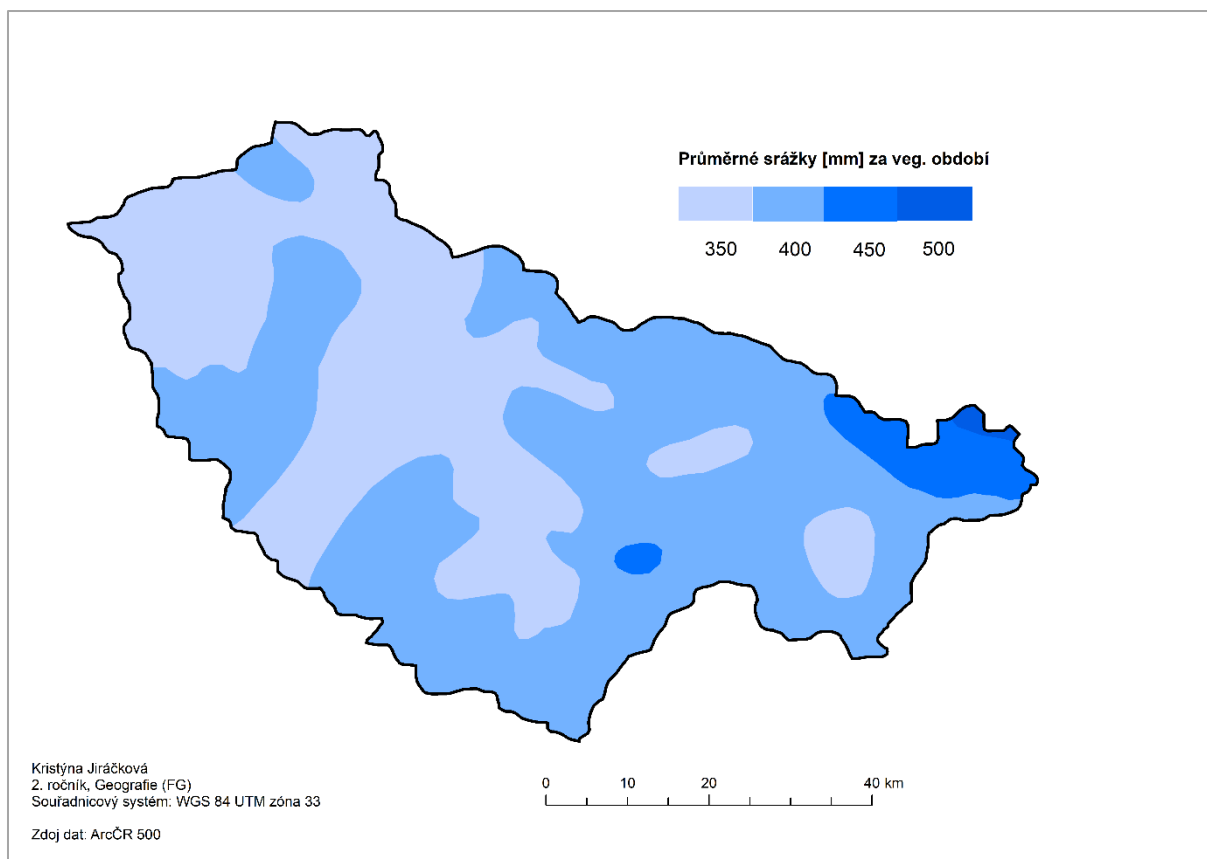 Průměrné srážky [mm] za veg. období
350 400 450 500
Kristýna Jiráčková
2. ročník, Geografie (FG)
Souřadnicový systém: WGS 84 UTM zóna 33
Zdoj dat: ArcČR 500
0 10 20 40 km